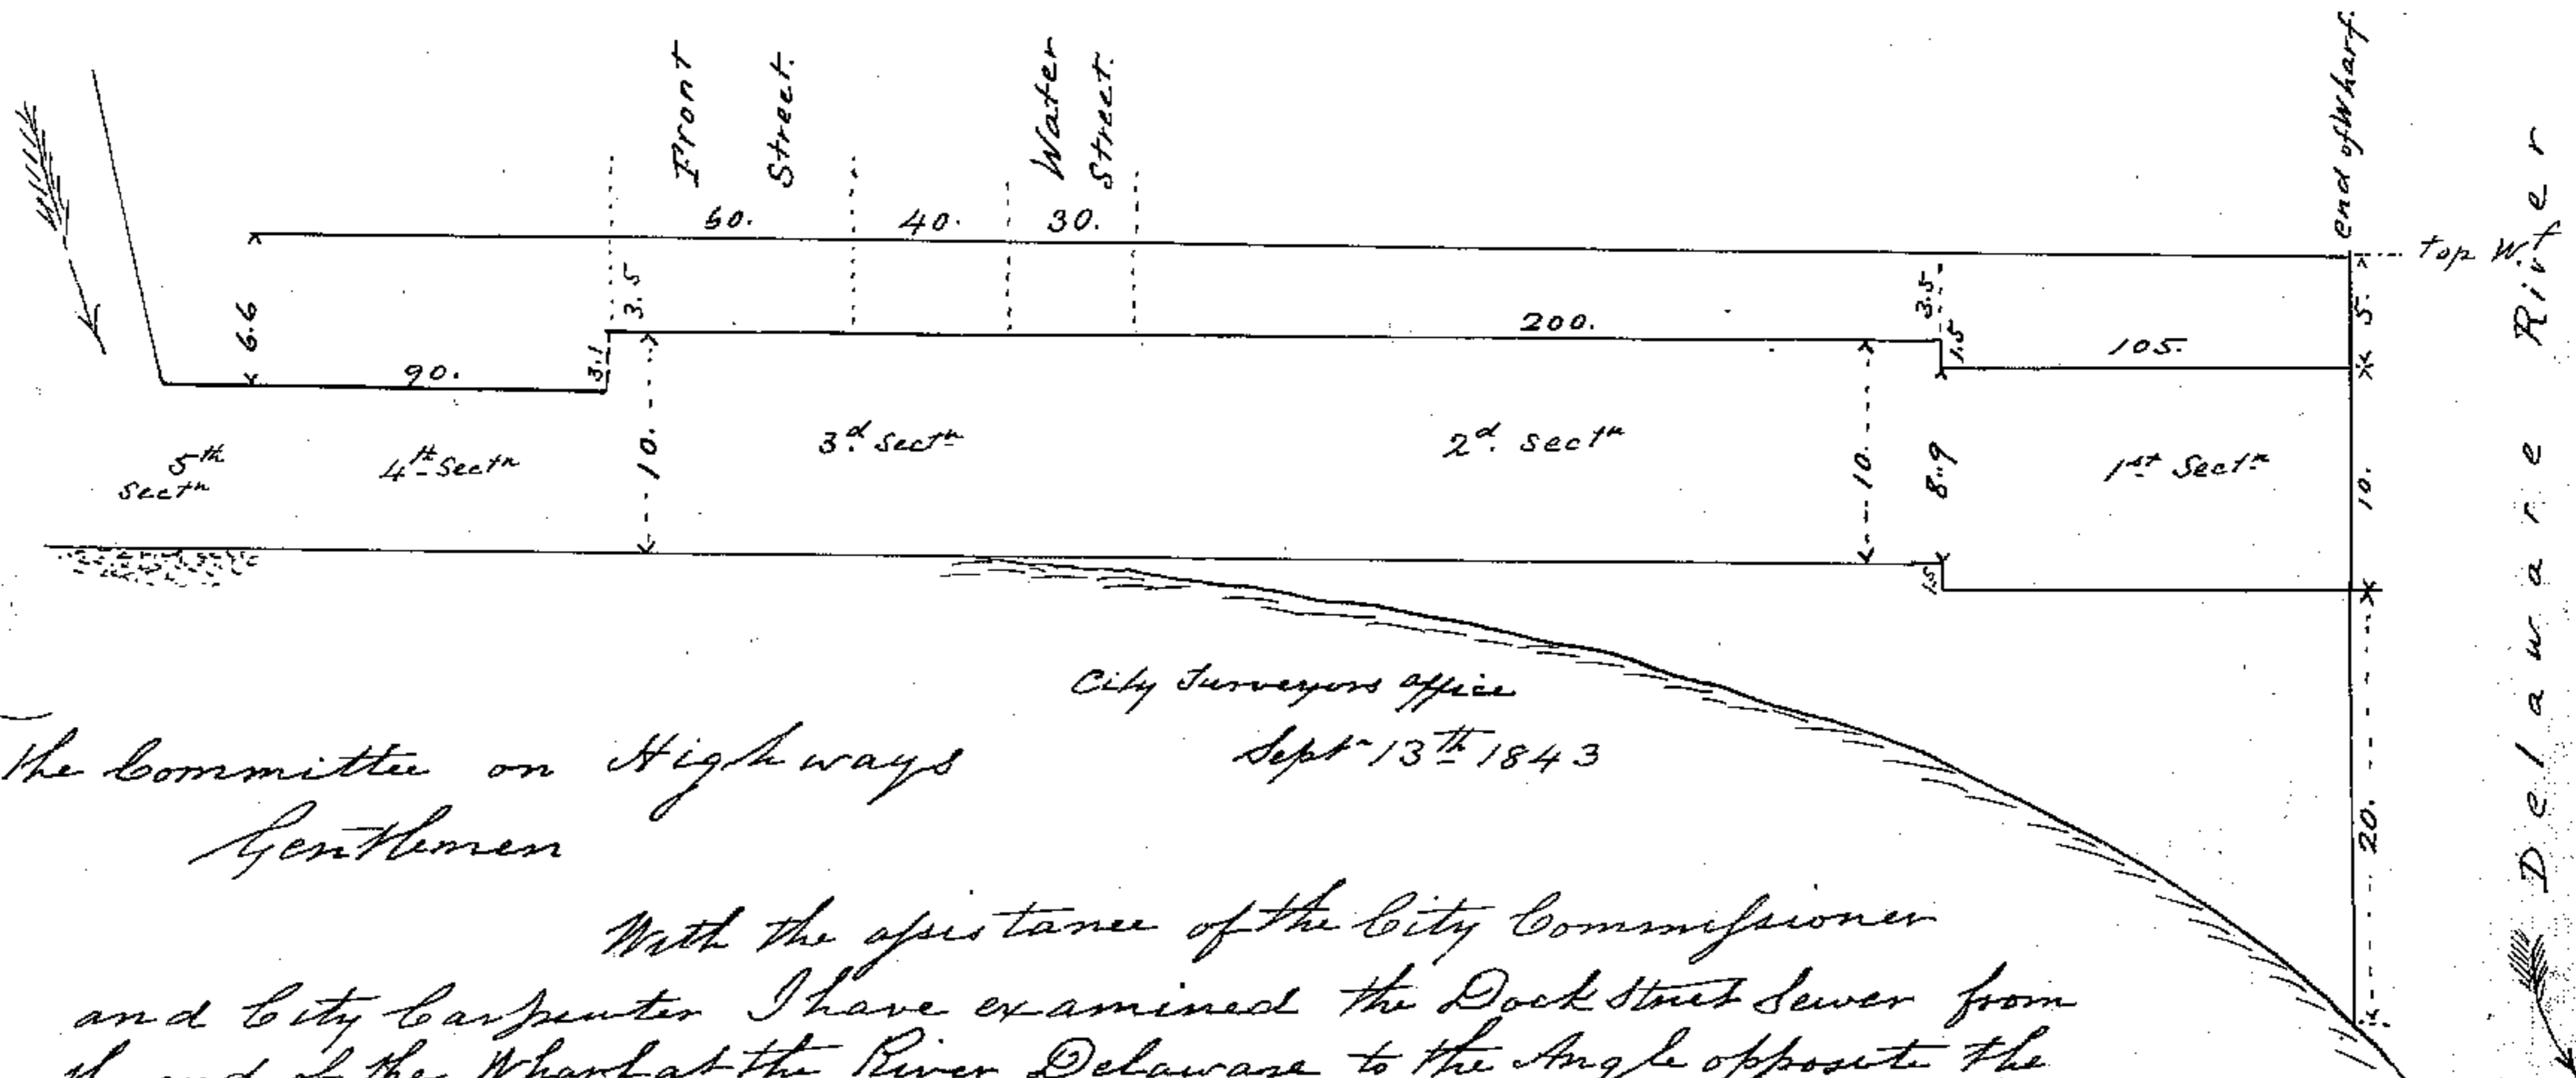 Front
Street.
Water
Street.
end of Wharf.
60.
40.
30.
top W.
Delaware River
6.6
3.5
3.5
5.
90.
3.1
200.
1.5
105.
5th
Sectn
4th Sectn
10.
3d. Sectn
2d. Sectn
10.
8.9
1st Sectn
10.
1.5
20.
City Surveyors office
Septr 13th 1843
The Committee on Highways
Gentlemen
With the assistance of the City Commissioner
and City Carpenter I have examined the Dock Street Sewer from
end of the Wharf at the River Delaware to the Angle opposite the